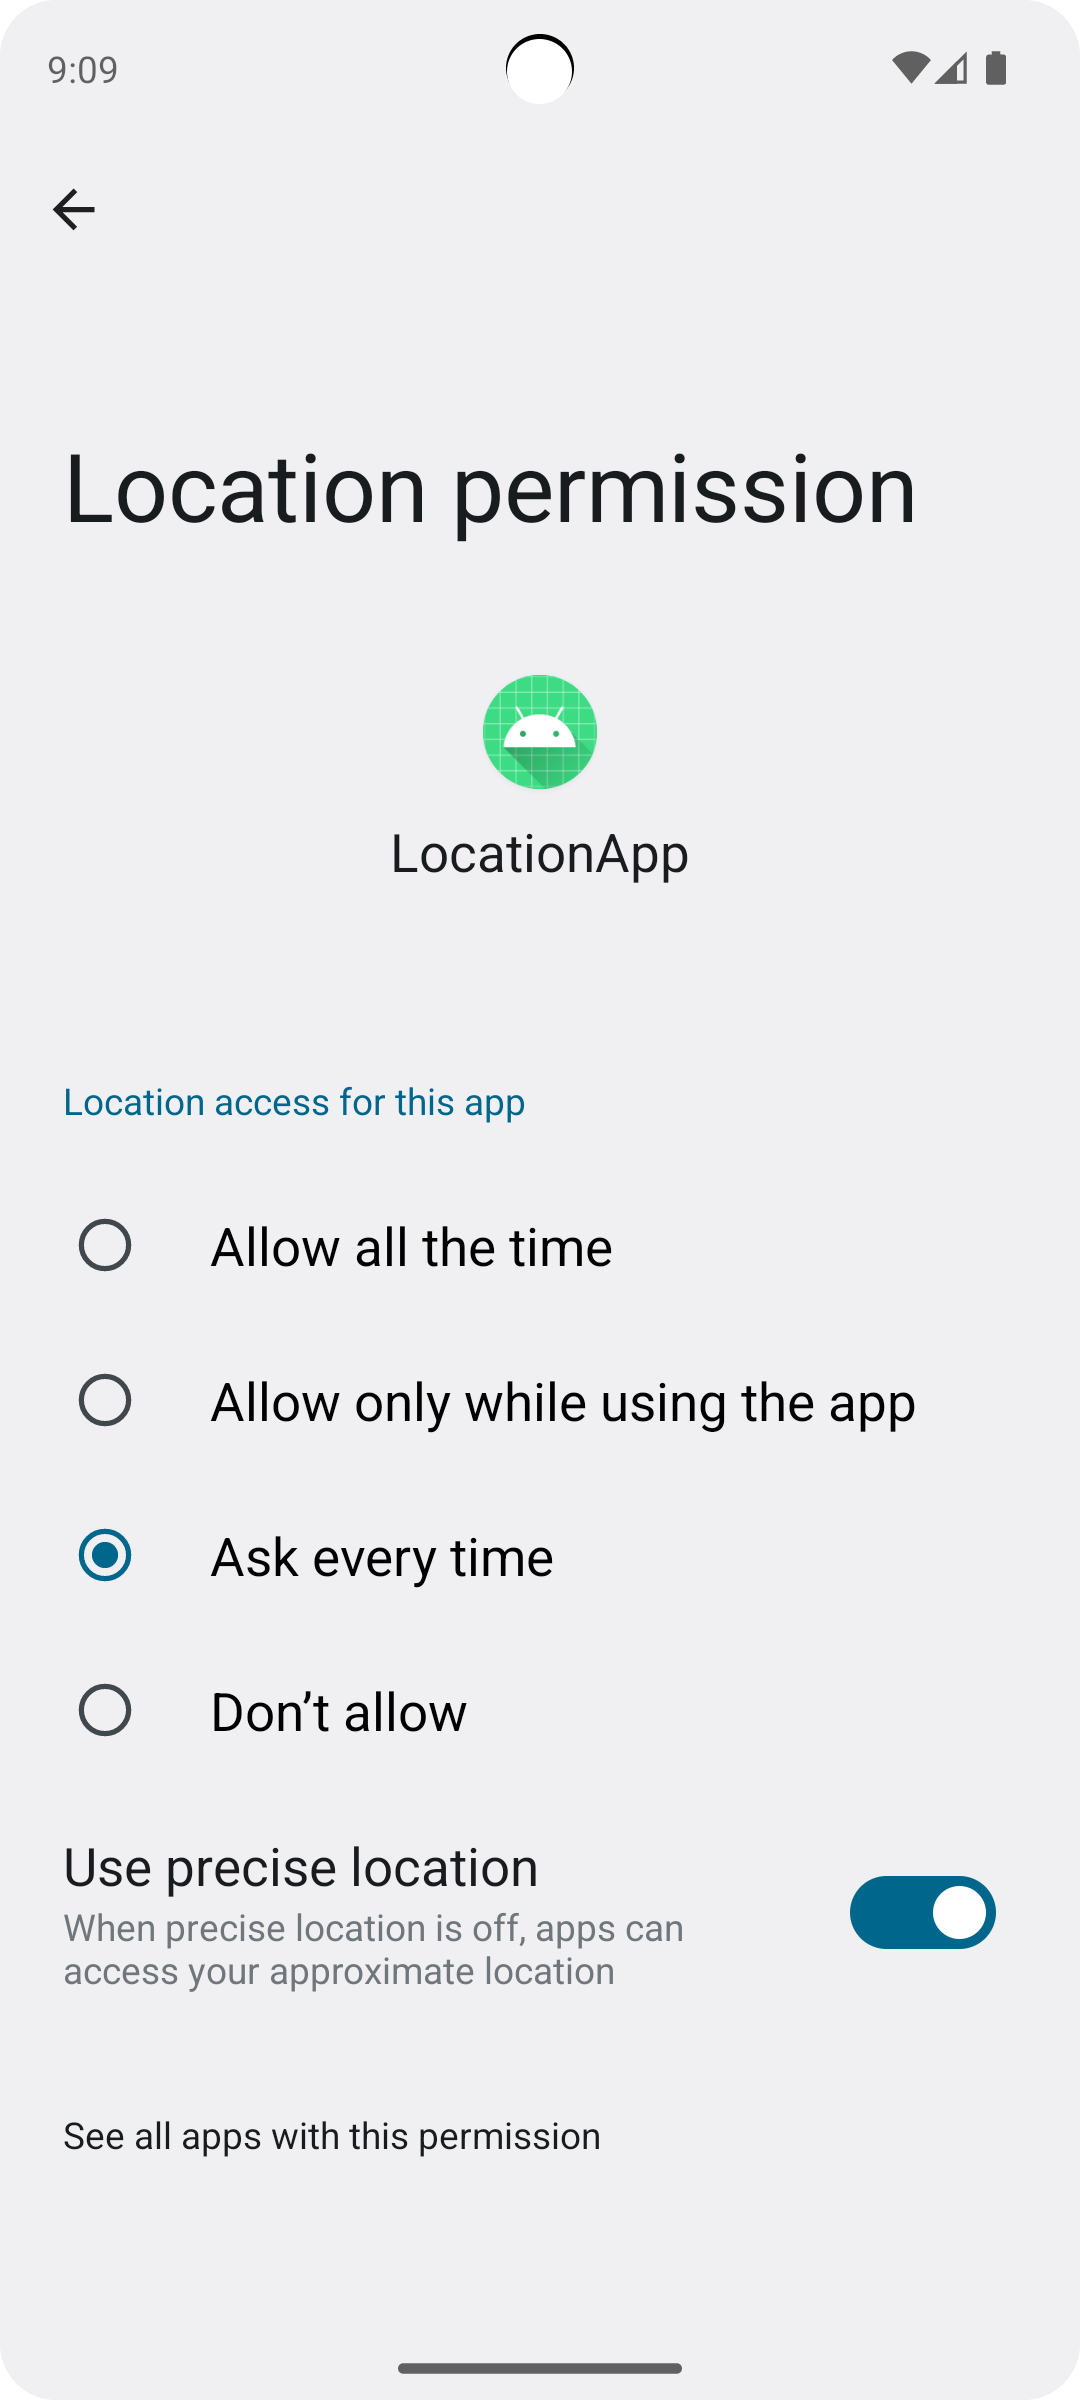 9:09
Location permission
LocationApp
Location access for this app
Allow all the time
Allow only while using the app
Ask every time
Don’t allow
Use precise location
When precise location is off, apps can
access your approximate location
See all apps with this permission